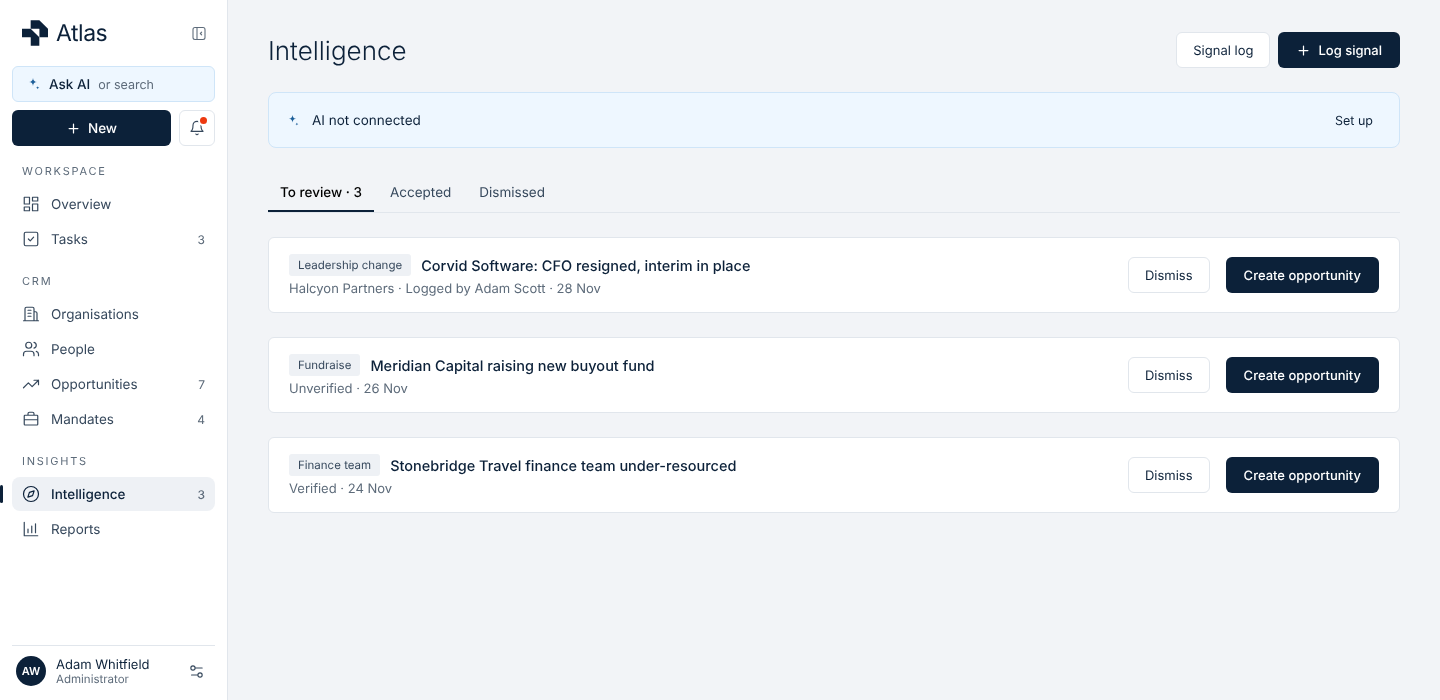 Atlas
Ask AI or search
New
WORKSPACE
Overview
Tasks 3
CRM
Organisations
People
Opportunities 7
Mandates 4
INSIGHTS
Intelligence 3
Reports
AW
Adam Whitfield
Administrator
Intelligence
Signal log
Log signal
AI not connected
Set up
To review · 3 Accepted Dismissed
Leadership change Corvid Software: CFO resigned, interim in place
Halcyon Partners · Logged by Adam Scott · 28 Nov
Dismiss Create opportunity
Fundraise Meridian Capital raising new buyout fund
Unverified · 26 Nov
Dismiss Create opportunity
Finance team Stonebridge Travel finance team under-resourced
Verified · 24 Nov
Dismiss Create opportunity